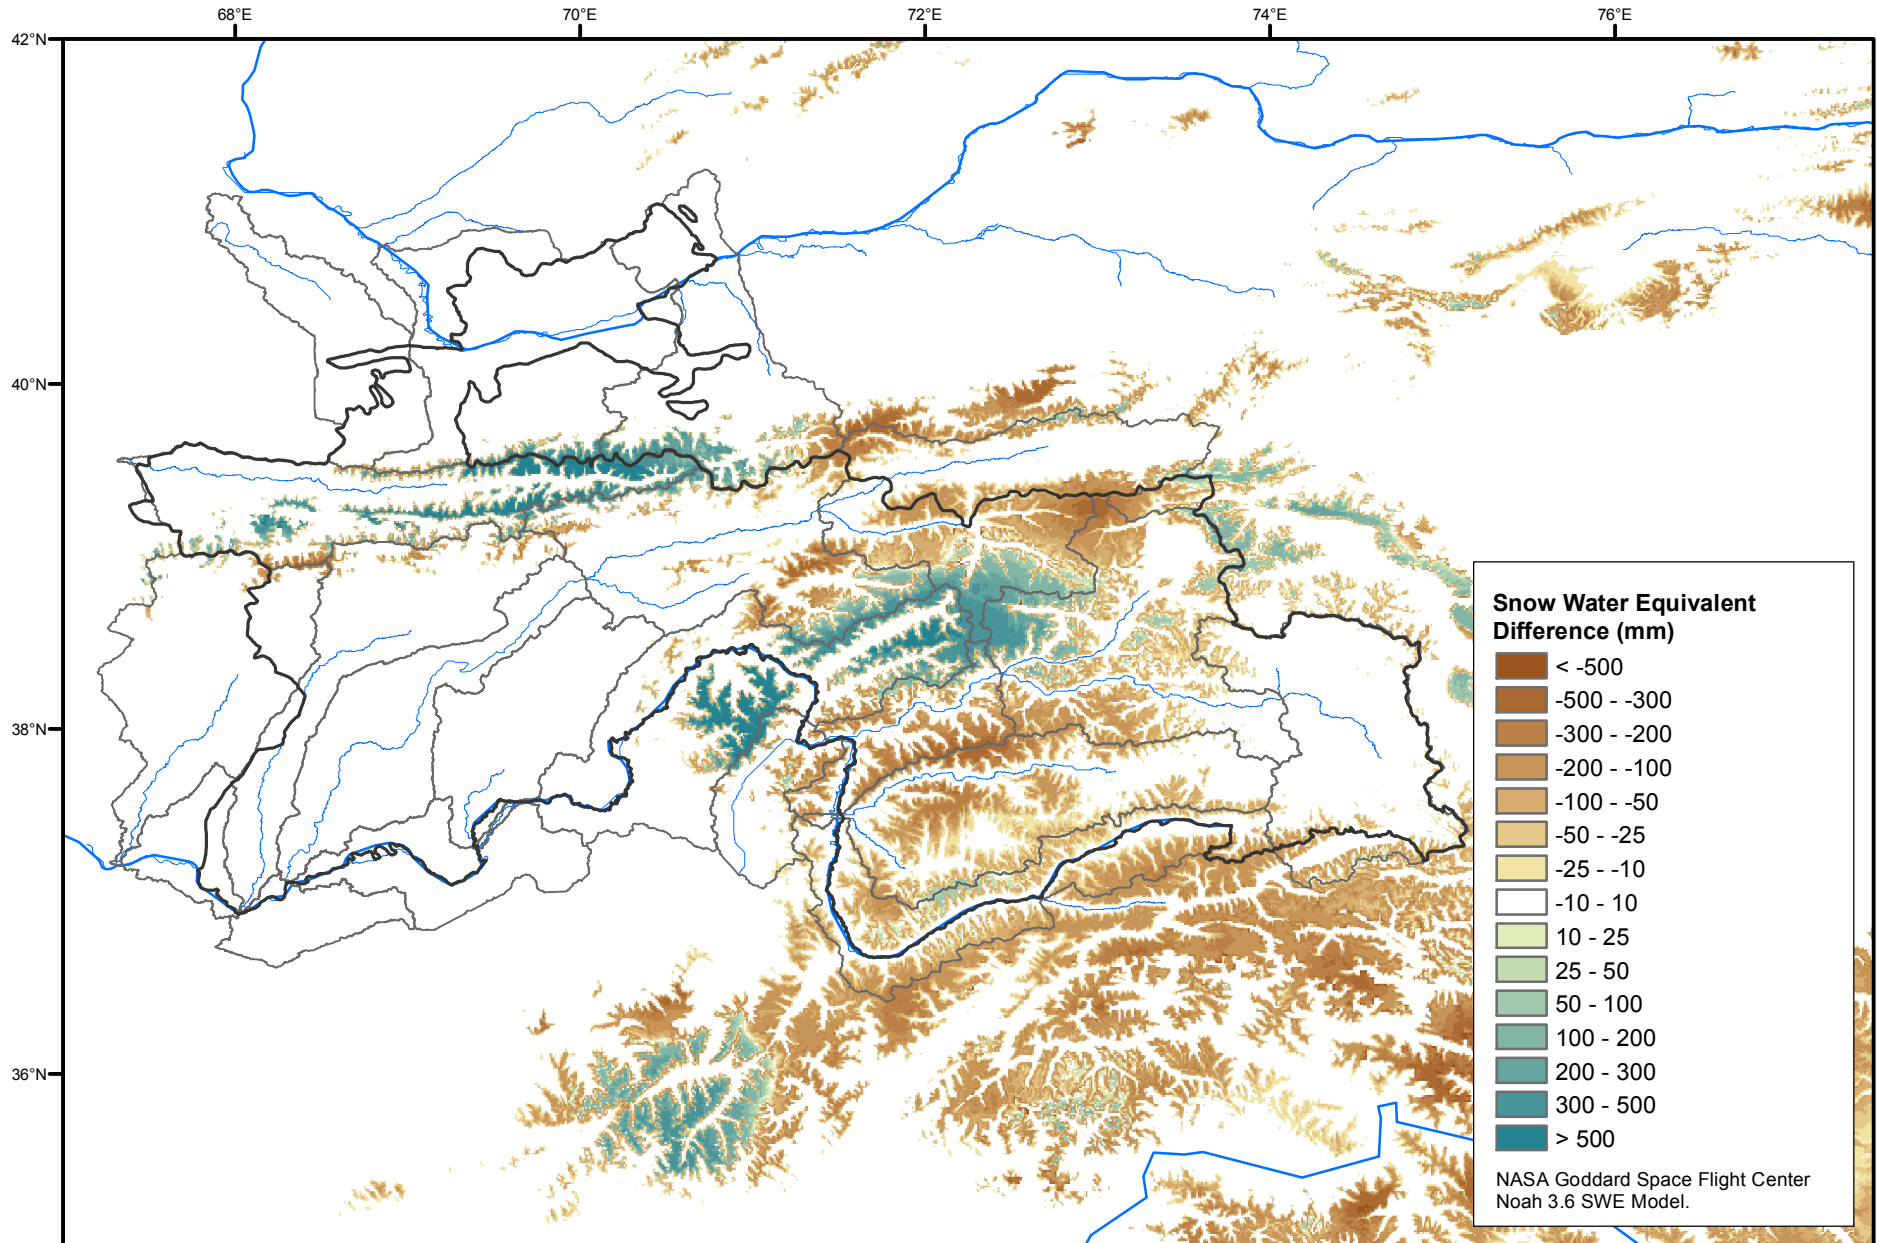 68°E
70°E
72°E
74°E
76°E
42°N
40°N
38°N
36°N
Snow Water Equivalent
Difference (mm)
< -500
-500 - -300
-300 - -200
-200 - -100
-100 - -50
-50 - -25
-25 - -10
-10 - 10
10 - 25
25 - 50
50 - 100
100 - 200
200 - 300
300 - 500
> 500
NASA Goddard Space Flight Center
Noah 3.6 SWE Model.